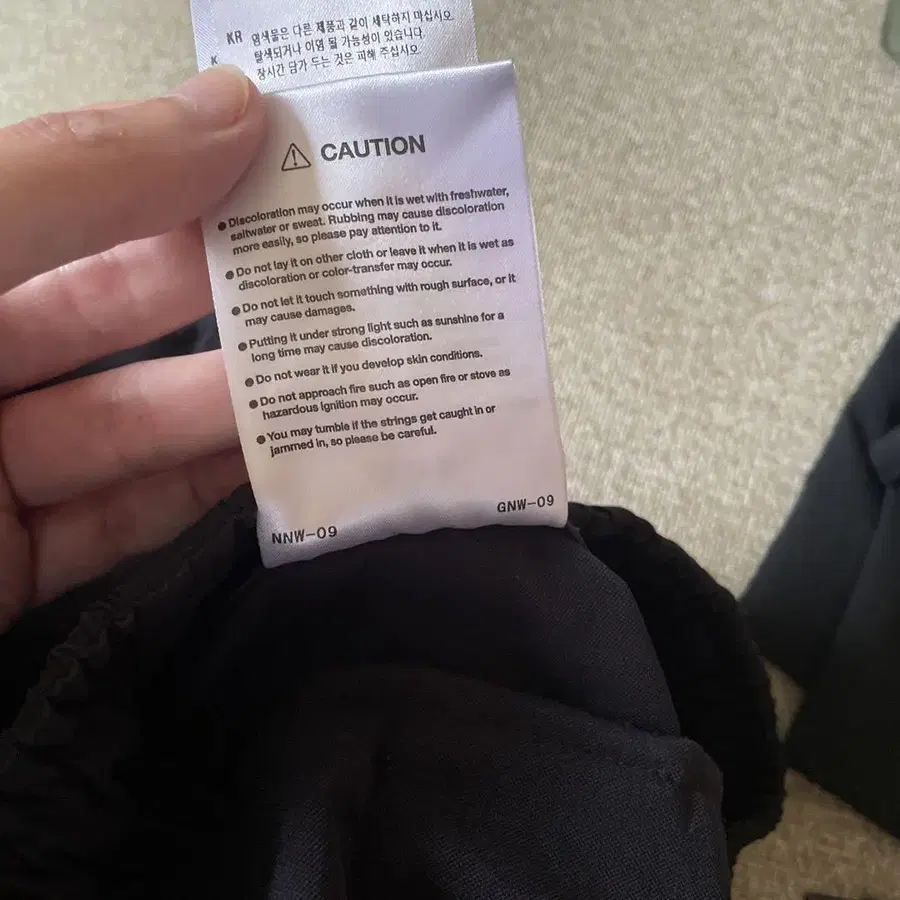 KR 염색물은 다른 제품과 같이 세탁하지 마십시오.
탈색되거나 이염 될 가능성이 있습니다.
K 장시간 담가 두는 것은 피해 주십시오.
⚠ CAUTION
● Discoloration may occur when it is wet with freshwater,
saltwater or sweat. Rubbing may cause discoloration
more easily, so please pay attention to it.
● Do not lay it on other cloth or leave it when it is wet as
discoloration or color-transfer may occur.
● Do not let it touch something with rough surface, or it
may cause damages.
● Putting it under strong light such as sunshine for a
long time may cause discoloration.
● Do not wear it if you develop skin conditions.
● Do not approach fire such as open fire or stove as
hazardous ignition may occur.
● You may tumble if the strings get caught in or
jammed in, so please be careful.
NNW-09 GNW-09